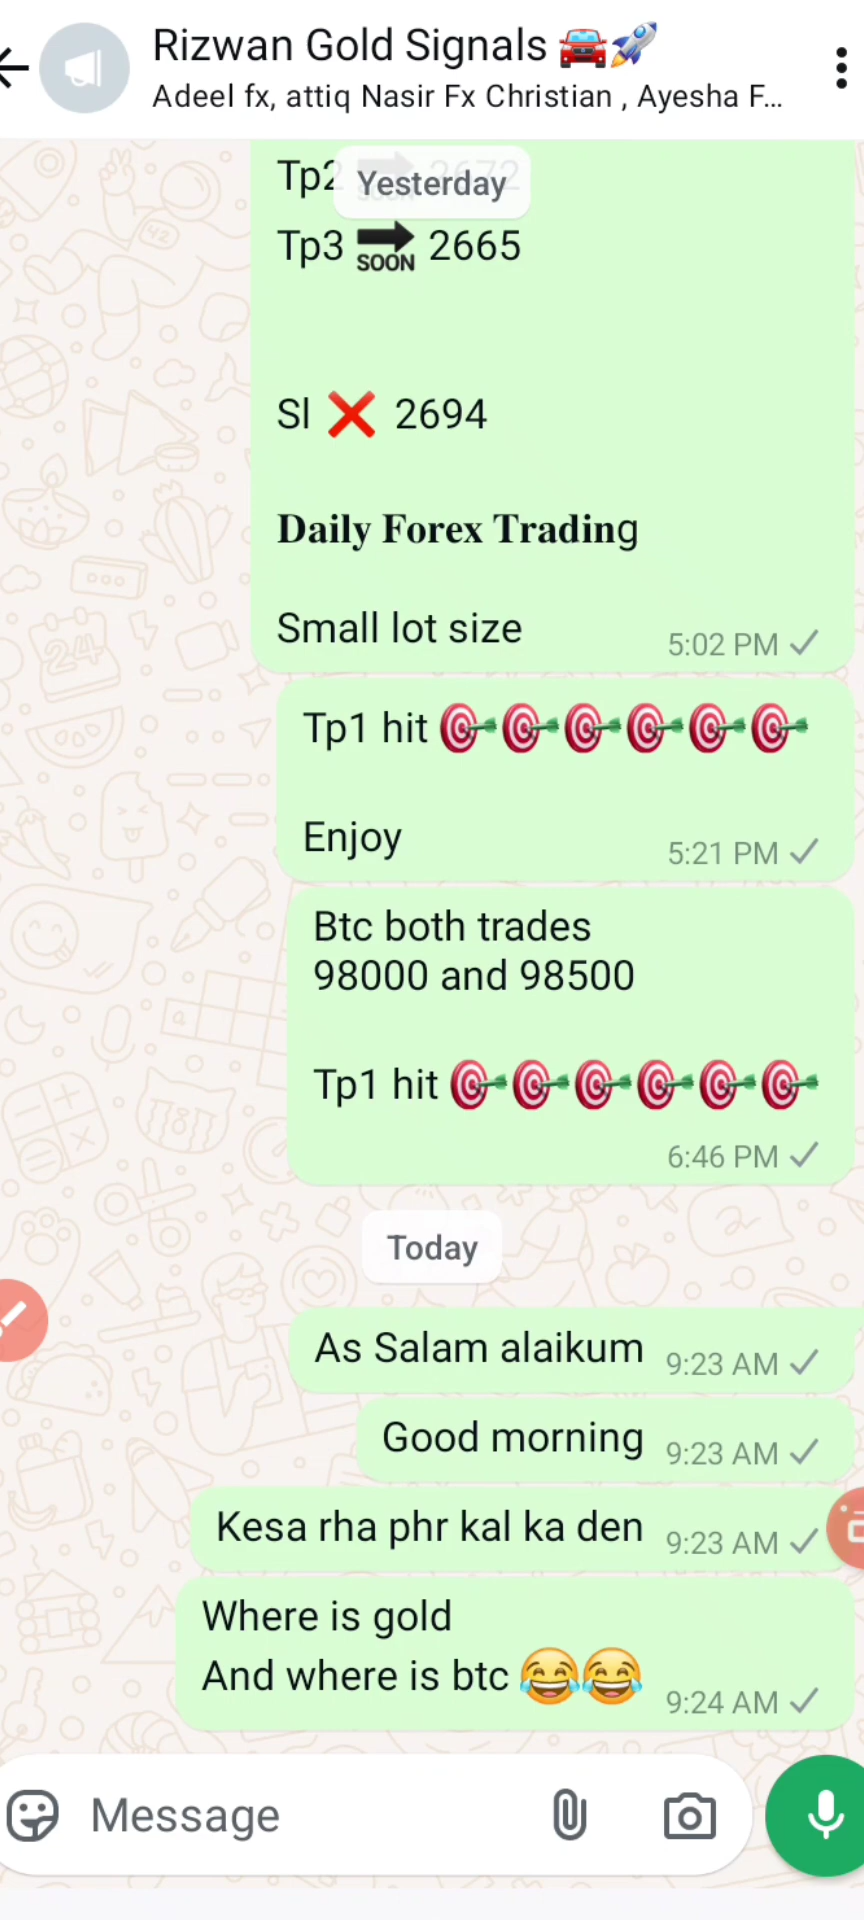 Rizwan Gold Signals 🚘🚀
Adeel fx, attiq Nasir Fx Christian , Ayesha F...
Tp2 🔜 2672
Yesterday
Tp3 🔜 2665
Sl ❌ 2694
Daily Forex Trading
Small lot size
5:02 PM
Tp1 hit 🎯🎯🎯🎯🎯🎯
Enjoy
5:21 PM
Btc both trades
98000 and 98500
Tp1 hit 🎯🎯🎯🎯🎯🎯
6:46 PM
Today
As Salam alaikum 9:23 AM
Good morning 9:23 AM
Kesa rha phr kal ka den 9:23 AM
Where is gold
And where is btc 😂😂 9:24 AM
Message